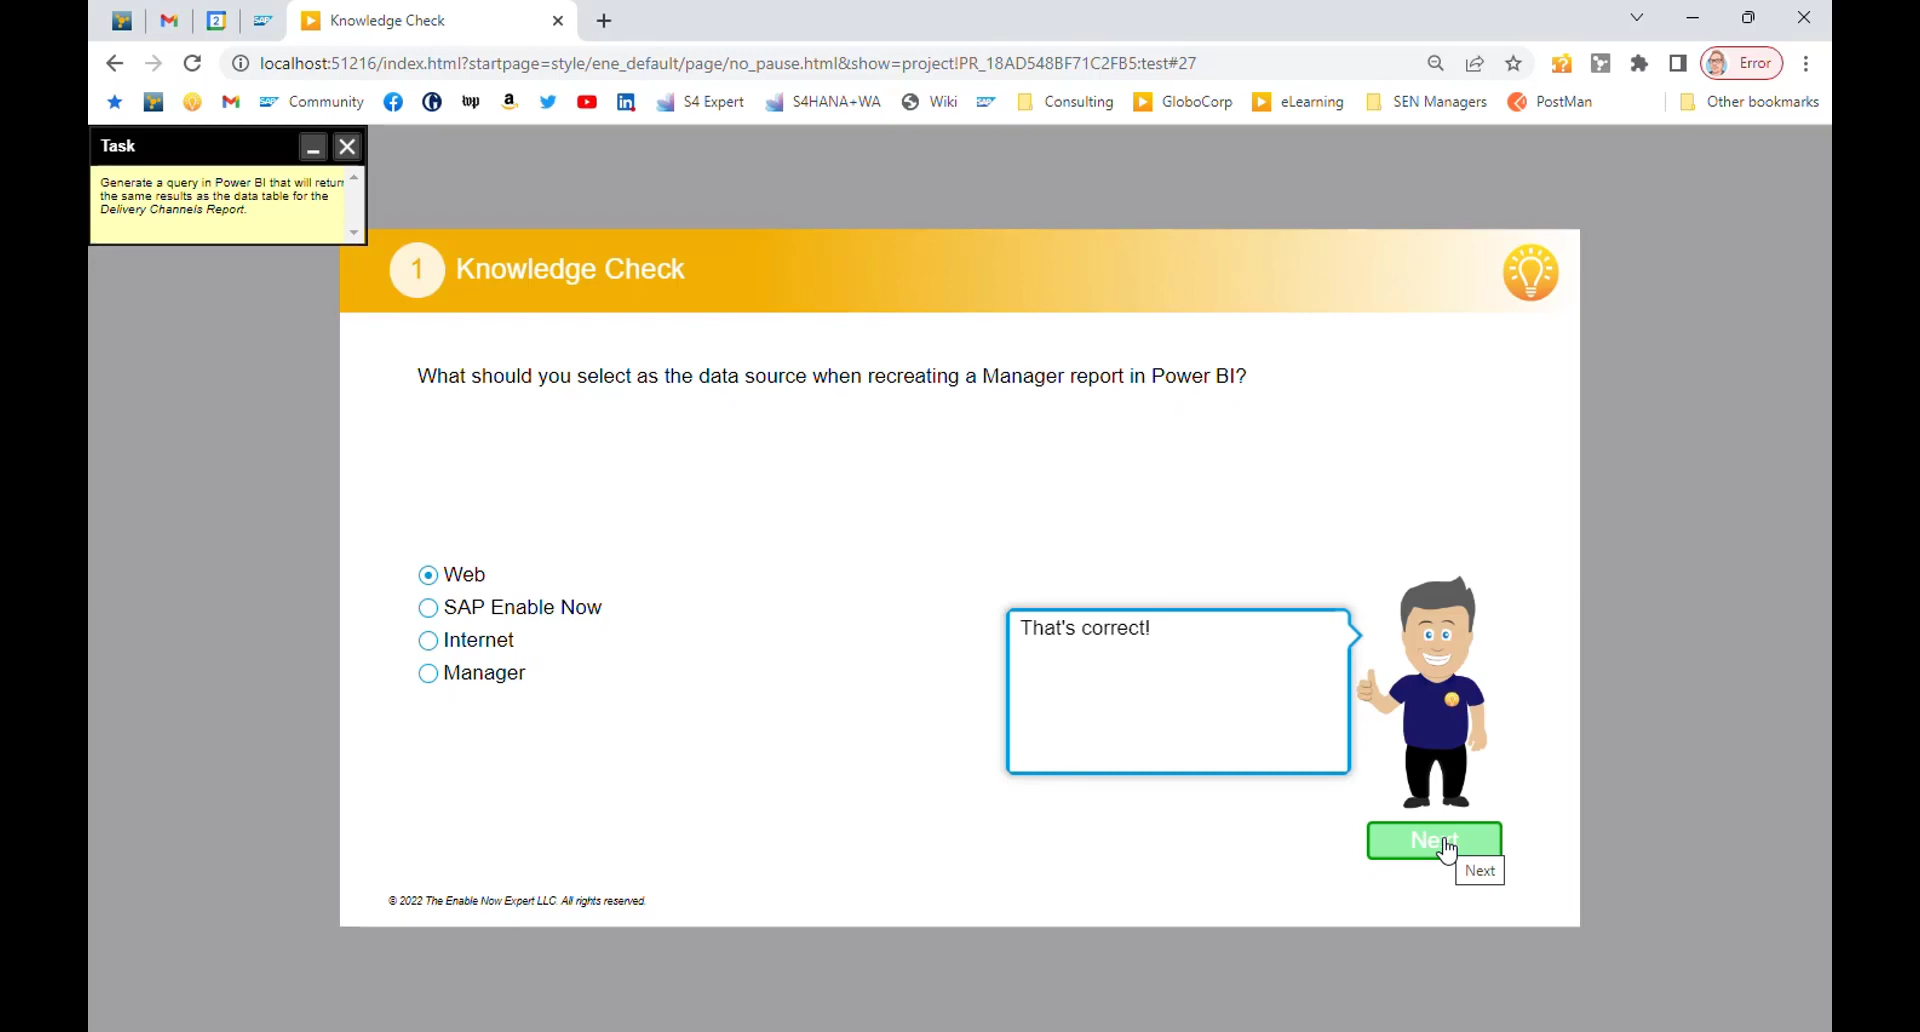 Knowledge Check
localhost:51216/index.html?startpage=style/ene_default/page/no_pause.html&show=project!PR_18AD548BF71C2FB5:test#27
Error
SAP Community
wp
a
S4 Expert
S4HANA+WA
Wiki
SAP
Consulting
GloboCorp
eLearning
SEN Managers
PostMan
Other bookmarks
Task
Generate a query in Power BI that will return
the same results as the data table for the
Delivery Channels Report.
1 Knowledge Check
What should you select as the data source when recreating a Manager report in Power BI?
Web
SAP Enable Now
Internet
Manager
That's correct!
Next
Next
© 2022 The Enable Now Expert LLC. All rights reserved.